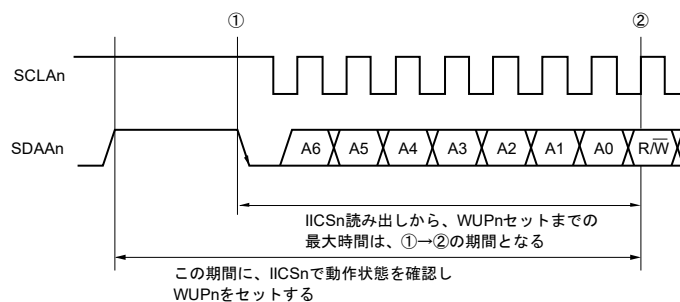 ① ②
SCLAn
SDAAn A6 A5 A4 A3 A2 A1 A0 R/W̅
IICSn読み出しから、WUPnセットまでの
最大時間は、①→②の期間となる
この期間に、IICSnで動作状態を確認し
WUPnをセットする